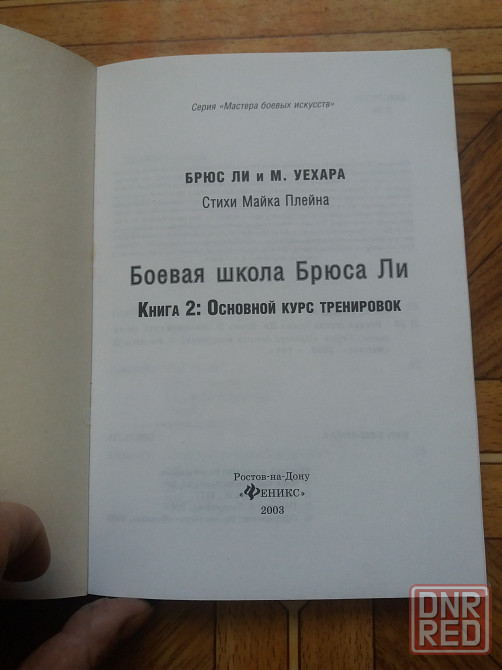 Серия «Мастера боевых искусств»
БРЮС ЛИ и М. УЕХАРА
Стихи Майка Плейна
Боевая школа Брюса Ли
Книга 2: Основной курс тренировок
Ростов-на-Дону
«ФЕНИКС»
2003
DNR
RED